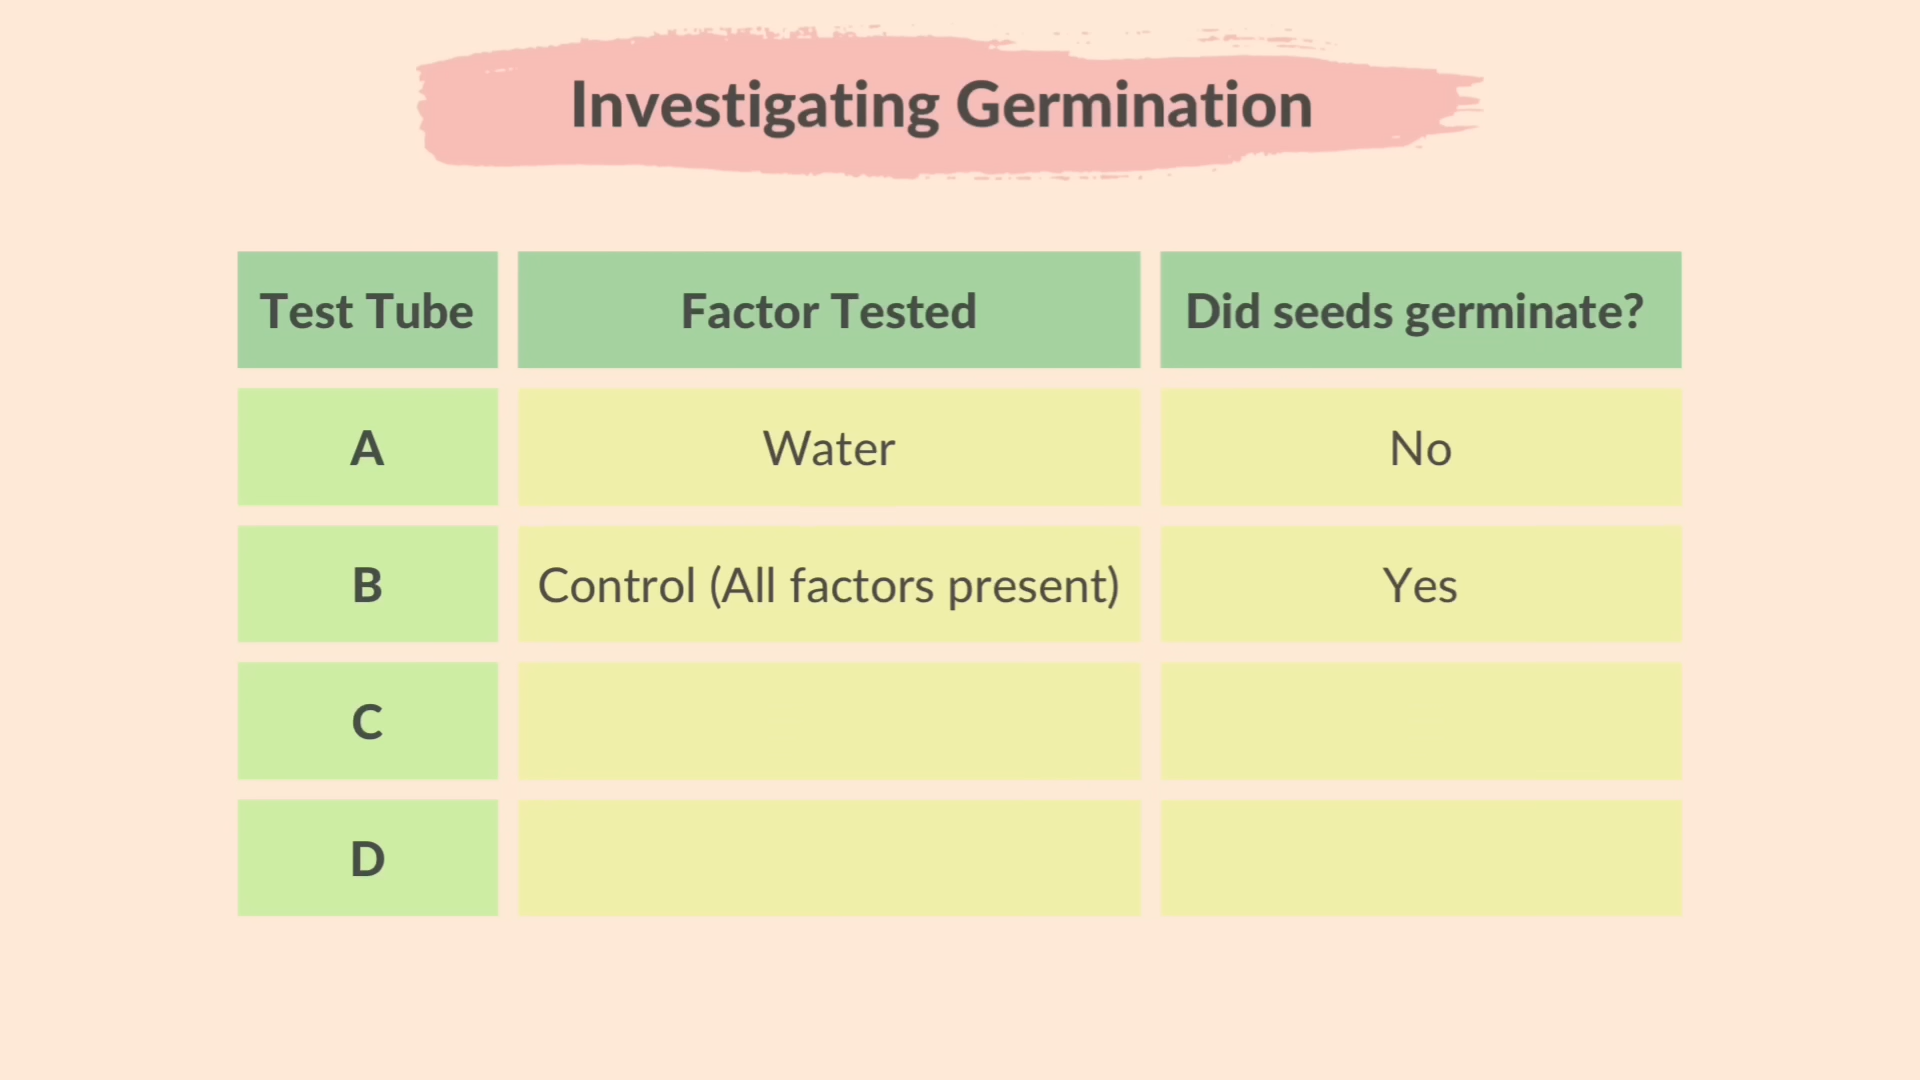 Investigating Germination
Test Tube Factor Tested Did seeds germinate?
A Water No
B Control (All factors present) Yes
C
D